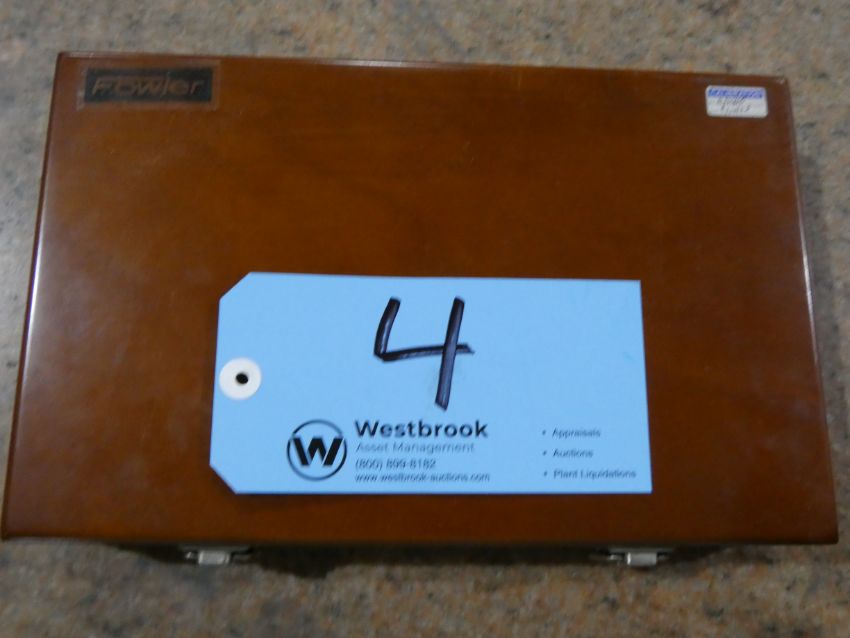 Fowler
4
Westbrook
Asset Management
(800) 899-8182
www.westbrook-auctions.com
• Appraisals
• Auctions
• Plant Liquidations